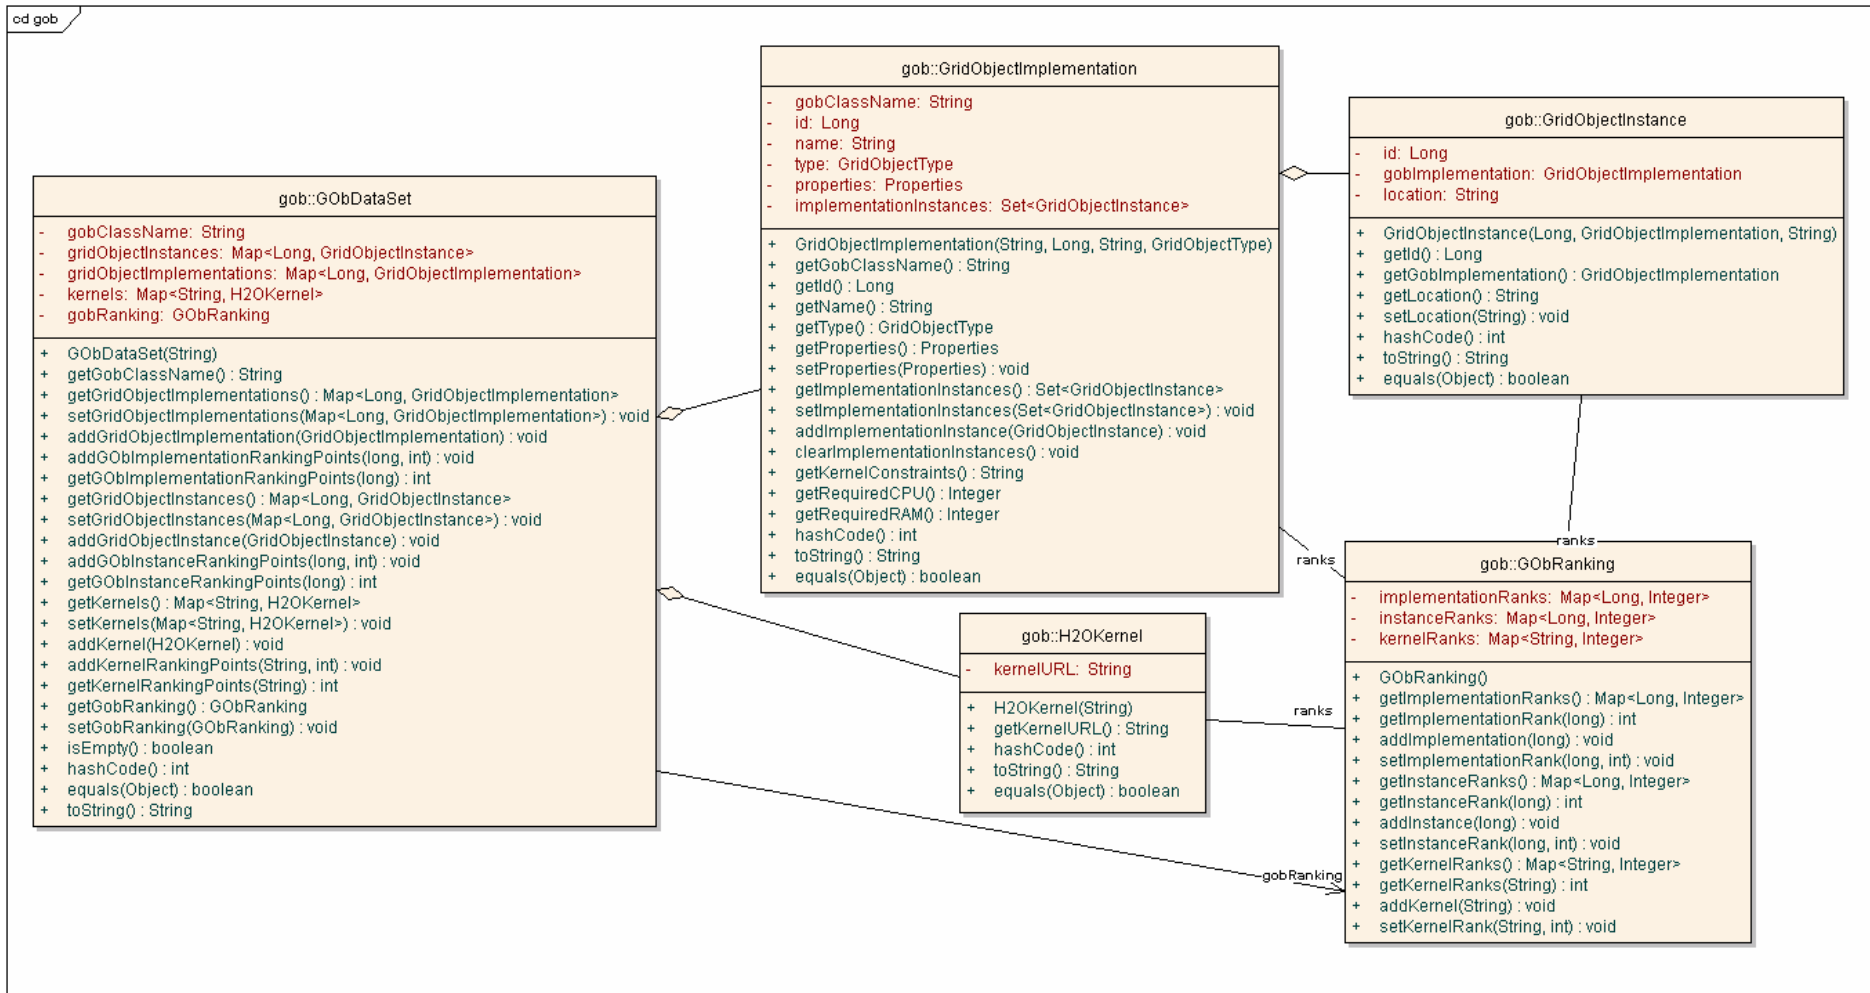 cd gob
gob::GObDataSet
- gobClassName: String
- gridObjectInstances: Map<Long, GridObjectInstance>
- gridObjectImplementations: Map<Long, GridObjectImplementation>
- kernels: Map<String, H2OKernel>
- gobRanking: GObRanking
+ GObDataSet(String)
+ getGobClassName() : String
+ getGridObjectImplementations() : Map<Long, GridObjectImplementation>
+ setGridObjectImplementations(Map<Long, GridObjectImplementation>) : void
+ addGridObjectImplementation(GridObjectImplementation) : void
+ addGObImplementationRankingPoints(long, int) : void
+ getGObImplementationRankingPoints(long) : int
+ getGridObjectInstances() : Map<Long, GridObjectInstance>
+ setGridObjectInstances(Map<Long, GridObjectInstance>) : void
+ addGridObjectInstance(GridObjectInstance) : void
+ addGObInstanceRankingPoints(long, int) : void
+ getGObInstanceRankingPoints(long) : int
+ getKernels() : Map<String, H2OKernel>
+ setKernels(Map<String, H2OKernel>) : void
+ addKernel(H2OKernel) : void
+ addKernelRankingPoints(String, int) : void
+ getKernelRankingPoints(String) : int
+ getGobRanking() : GObRanking
+ setGobRanking(GObRanking) : void
+ isEmpty() : boolean
+ hashCode() : int
+ equals(Object) : boolean
+ toString() : String
gob::GridObjectImplementation
- gobClassName: String
- id: Long
- name: String
- type: GridObjectType
- properties: Properties
- implementationInstances: Set<GridObjectInstance>
+ GridObjectImplementation(String, Long, String, GridObjectType)
+ getGobClassName() : String
+ getId() : Long
+ getName() : String
+ getType() : GridObjectType
+ getProperties() : Properties
+ setProperties(Properties) : void
+ getImplementationInstances() : Set<GridObjectInstance>
+ setImplementationInstances(Set<GridObjectInstance>) : void
+ addImplementationInstance(GridObjectInstance) : void
+ clearImplementationInstances() : void
+ getKernelConstraints() : String
+ getRequiredCPU() : Integer
+ getRequiredRAM() : Integer
+ hashCode() : int
+ toString() : String
+ equals(Object) : boolean
gob::GridObjectInstance
- id: Long
- gobImplementation: GridObjectImplementation
- location: String
+ GridObjectInstance(Long, GridObjectImplementation, String)
+ getId() : Long
+ getGobImplementation() : GridObjectImplementation
+ getLocation() : String
+ setLocation(String) : void
+ hashCode() : int
+ toString() : String
+ equals(Object) : boolean
ranks
ranks
gob::H2OKernel
- kernelURL: String
+ H2OKernel(String)
+ getKernelURL() : String
+ hashCode() : int
+ toString() : String
+ equals(Object) : boolean
ranks
gobRanking
gob::GObRanking
- implementationRanks: Map<Long, Integer>
- instanceRanks: Map<Long, Integer>
- kernelRanks: Map<String, Integer>
+ GObRanking()
+ getImplementationRanks() : Map<Long, Integer>
+ getImplementationRank(long) : int
+ addImplementation(long) : void
+ setImplementationRank(long, int) : void
+ getInstanceRanks() : Map<Long, Integer>
+ getInstanceRank(long) : int
+ addInstance(long) : void
+ setInstanceRank(long, int) : void
+ getKernelRanks() : Map<String, Integer>
+ getKernelRanks(String) : int
+ addKernel(String) : void
+ setKernelRank(String, int) : void